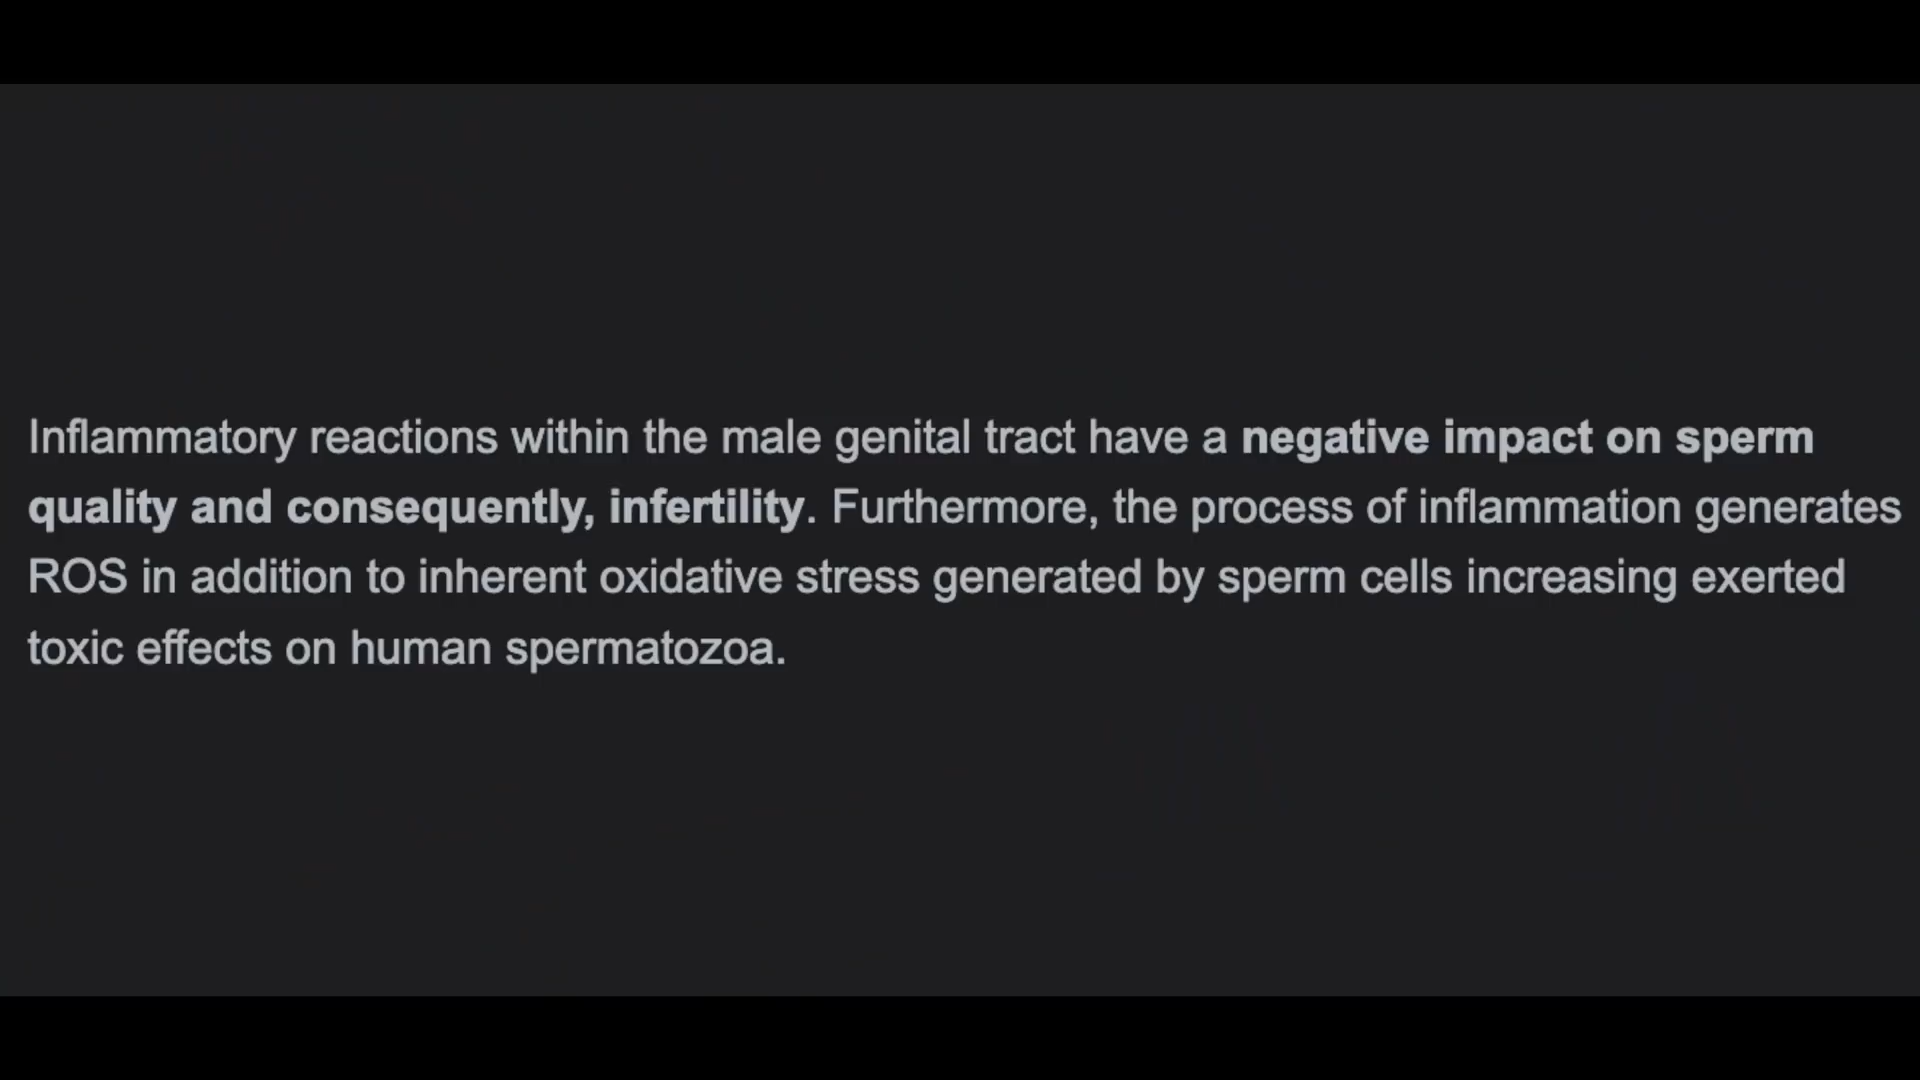 Inflammatory reactions within the male genital tract have a negative impact on sperm
quality and consequently, infertility. Furthermore, the process of inflammation generates
ROS in addition to inherent oxidative stress generated by sperm cells increasing exerted
toxic effects on human spermatozoa.